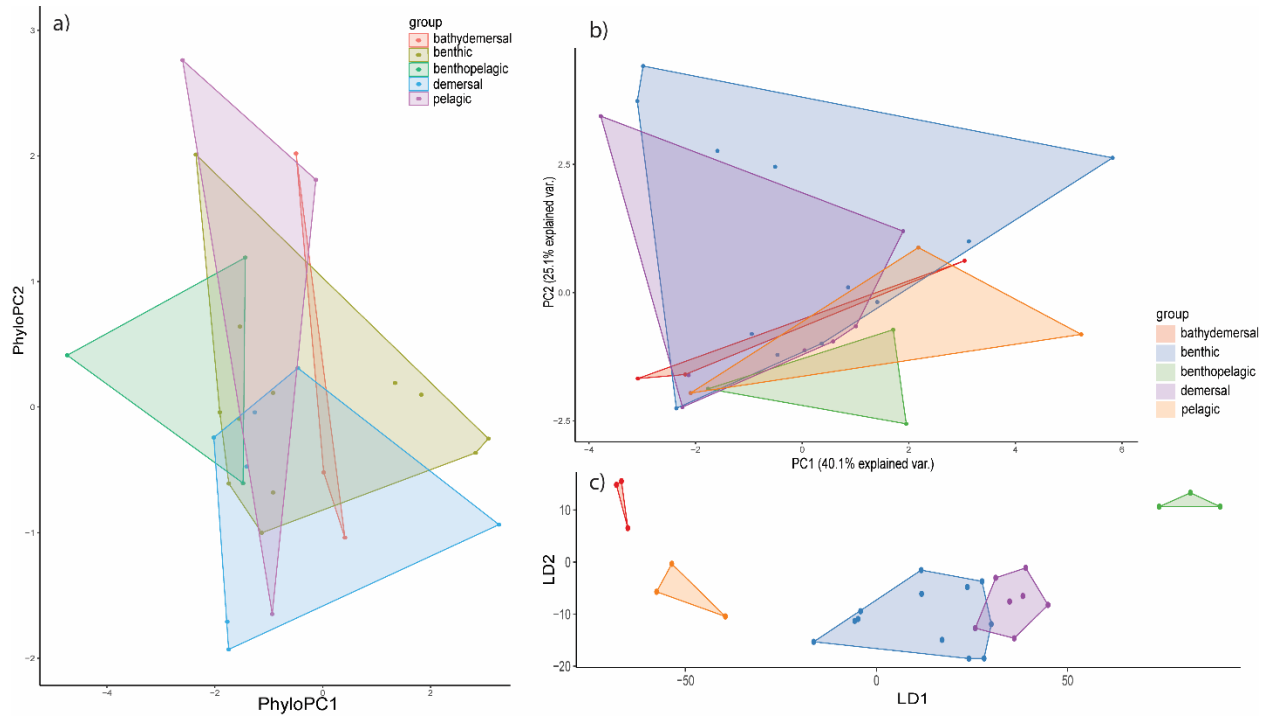 a)
group
bathydemersal
benthic
benthopelagic
demersal
pelagic
3
2
1
0
−1
−2
PhyloPC2
−4
−2
0
2
PhyloPC1
b)
2.5
0.0
−2.5
PC2 (25.1% explained var.)
−4
−2
0
2
4
6
PC1 (40.1% explained var.)
group
bathydemersal
benthic
benthopelagic
demersal
pelagic
c)
10
0
−10
−20
LD2
−50
0
50
LD1